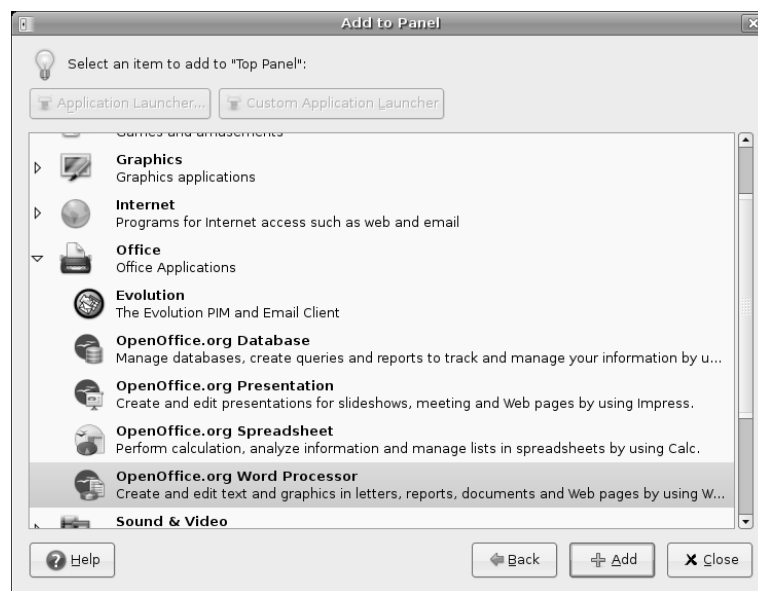 Add to Panel
Select an item to add to "Top Panel":
Application Launcher... Custom Application Launcher
Games and amusements
Graphics
Graphics applications
Internet
Programs for Internet access such as web and email
Office
Office Applications
Evolution
The Evolution PIM and Email Client
OpenOffice.org Database
Manage databases, create queries and reports to track and manage your information by u...
OpenOffice.org Presentation
Create and edit presentations for slideshows, meeting and Web pages by using Impress.
OpenOffice.org Spreadsheet
Perform calculation, analyze information and manage lists in spreadsheets by using Calc.
OpenOffice.org Word Processor
Create and edit text and graphics in letters, reports, documents and Web pages by using W...
Sound & Video
Help Back Add Close